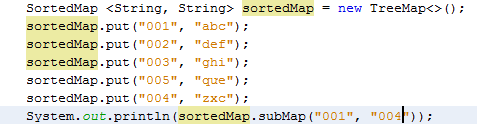 SortedMap <String, String> sortedMap = new TreeMap<>();
sortedMap.put("001", "abc");
sortedMap.put("002", "def");
sortedMap.put("003", "ghi");
sortedMap.put("005", "que");
sortedMap.put("004", "zxc");
System.out.println(sortedMap.subMap("001", "004"));